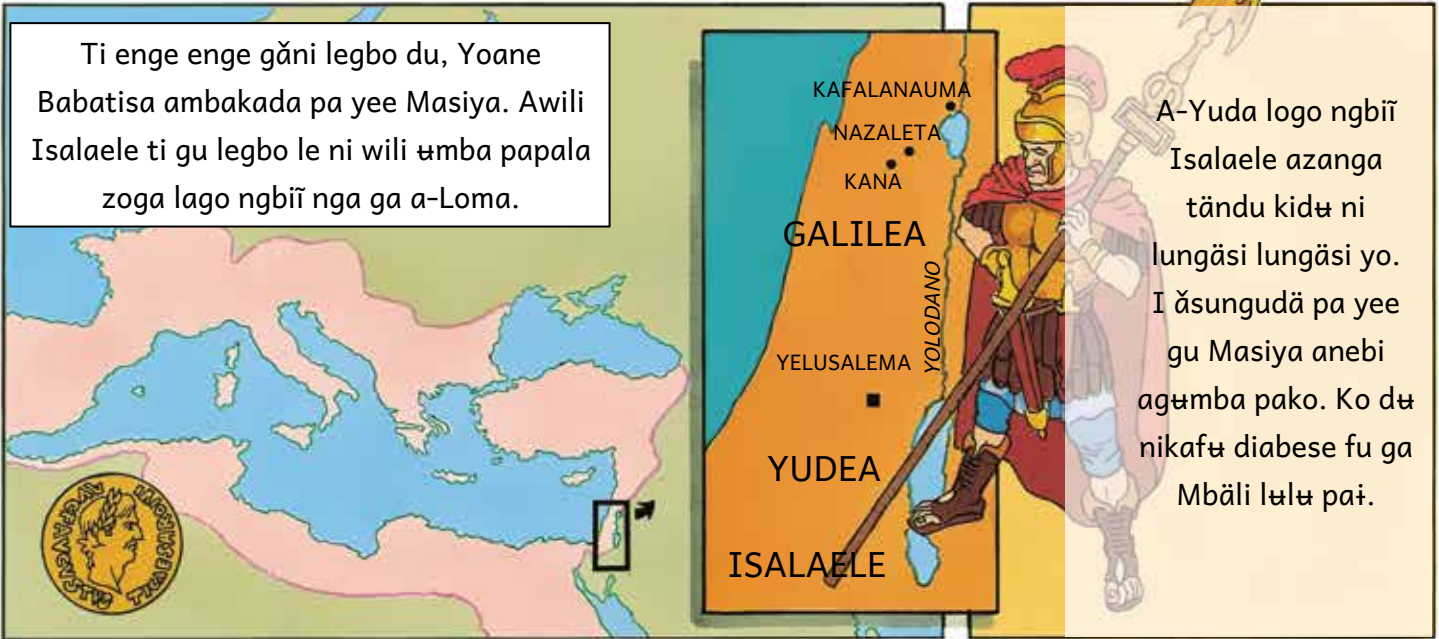 Ti enge enge gǎni legbo du, Yoane
Babatisa ambakada pa yee Masiya. Awili
Isalaele ti gu legbo le ni wili ʉmba papala
zoga lago ngbiĩ nga ga a-Loma.
KAFALANAUMA
NAZALETA
KANA
GALILEA
YOLODANO
YELUSALEMA
YUDEA
ISALAELE
A-Yuda logo ngbiĩ
Isalaele azanga
tändu kidʉ ni
lungäsi lungäsi yo.
I ǎsungudä pa yee
gu Masiya anebi
agʉmba pako. Ko dʉ
nikafʉ diabese fu ga
Mbäli lʉlʉ paɨ.